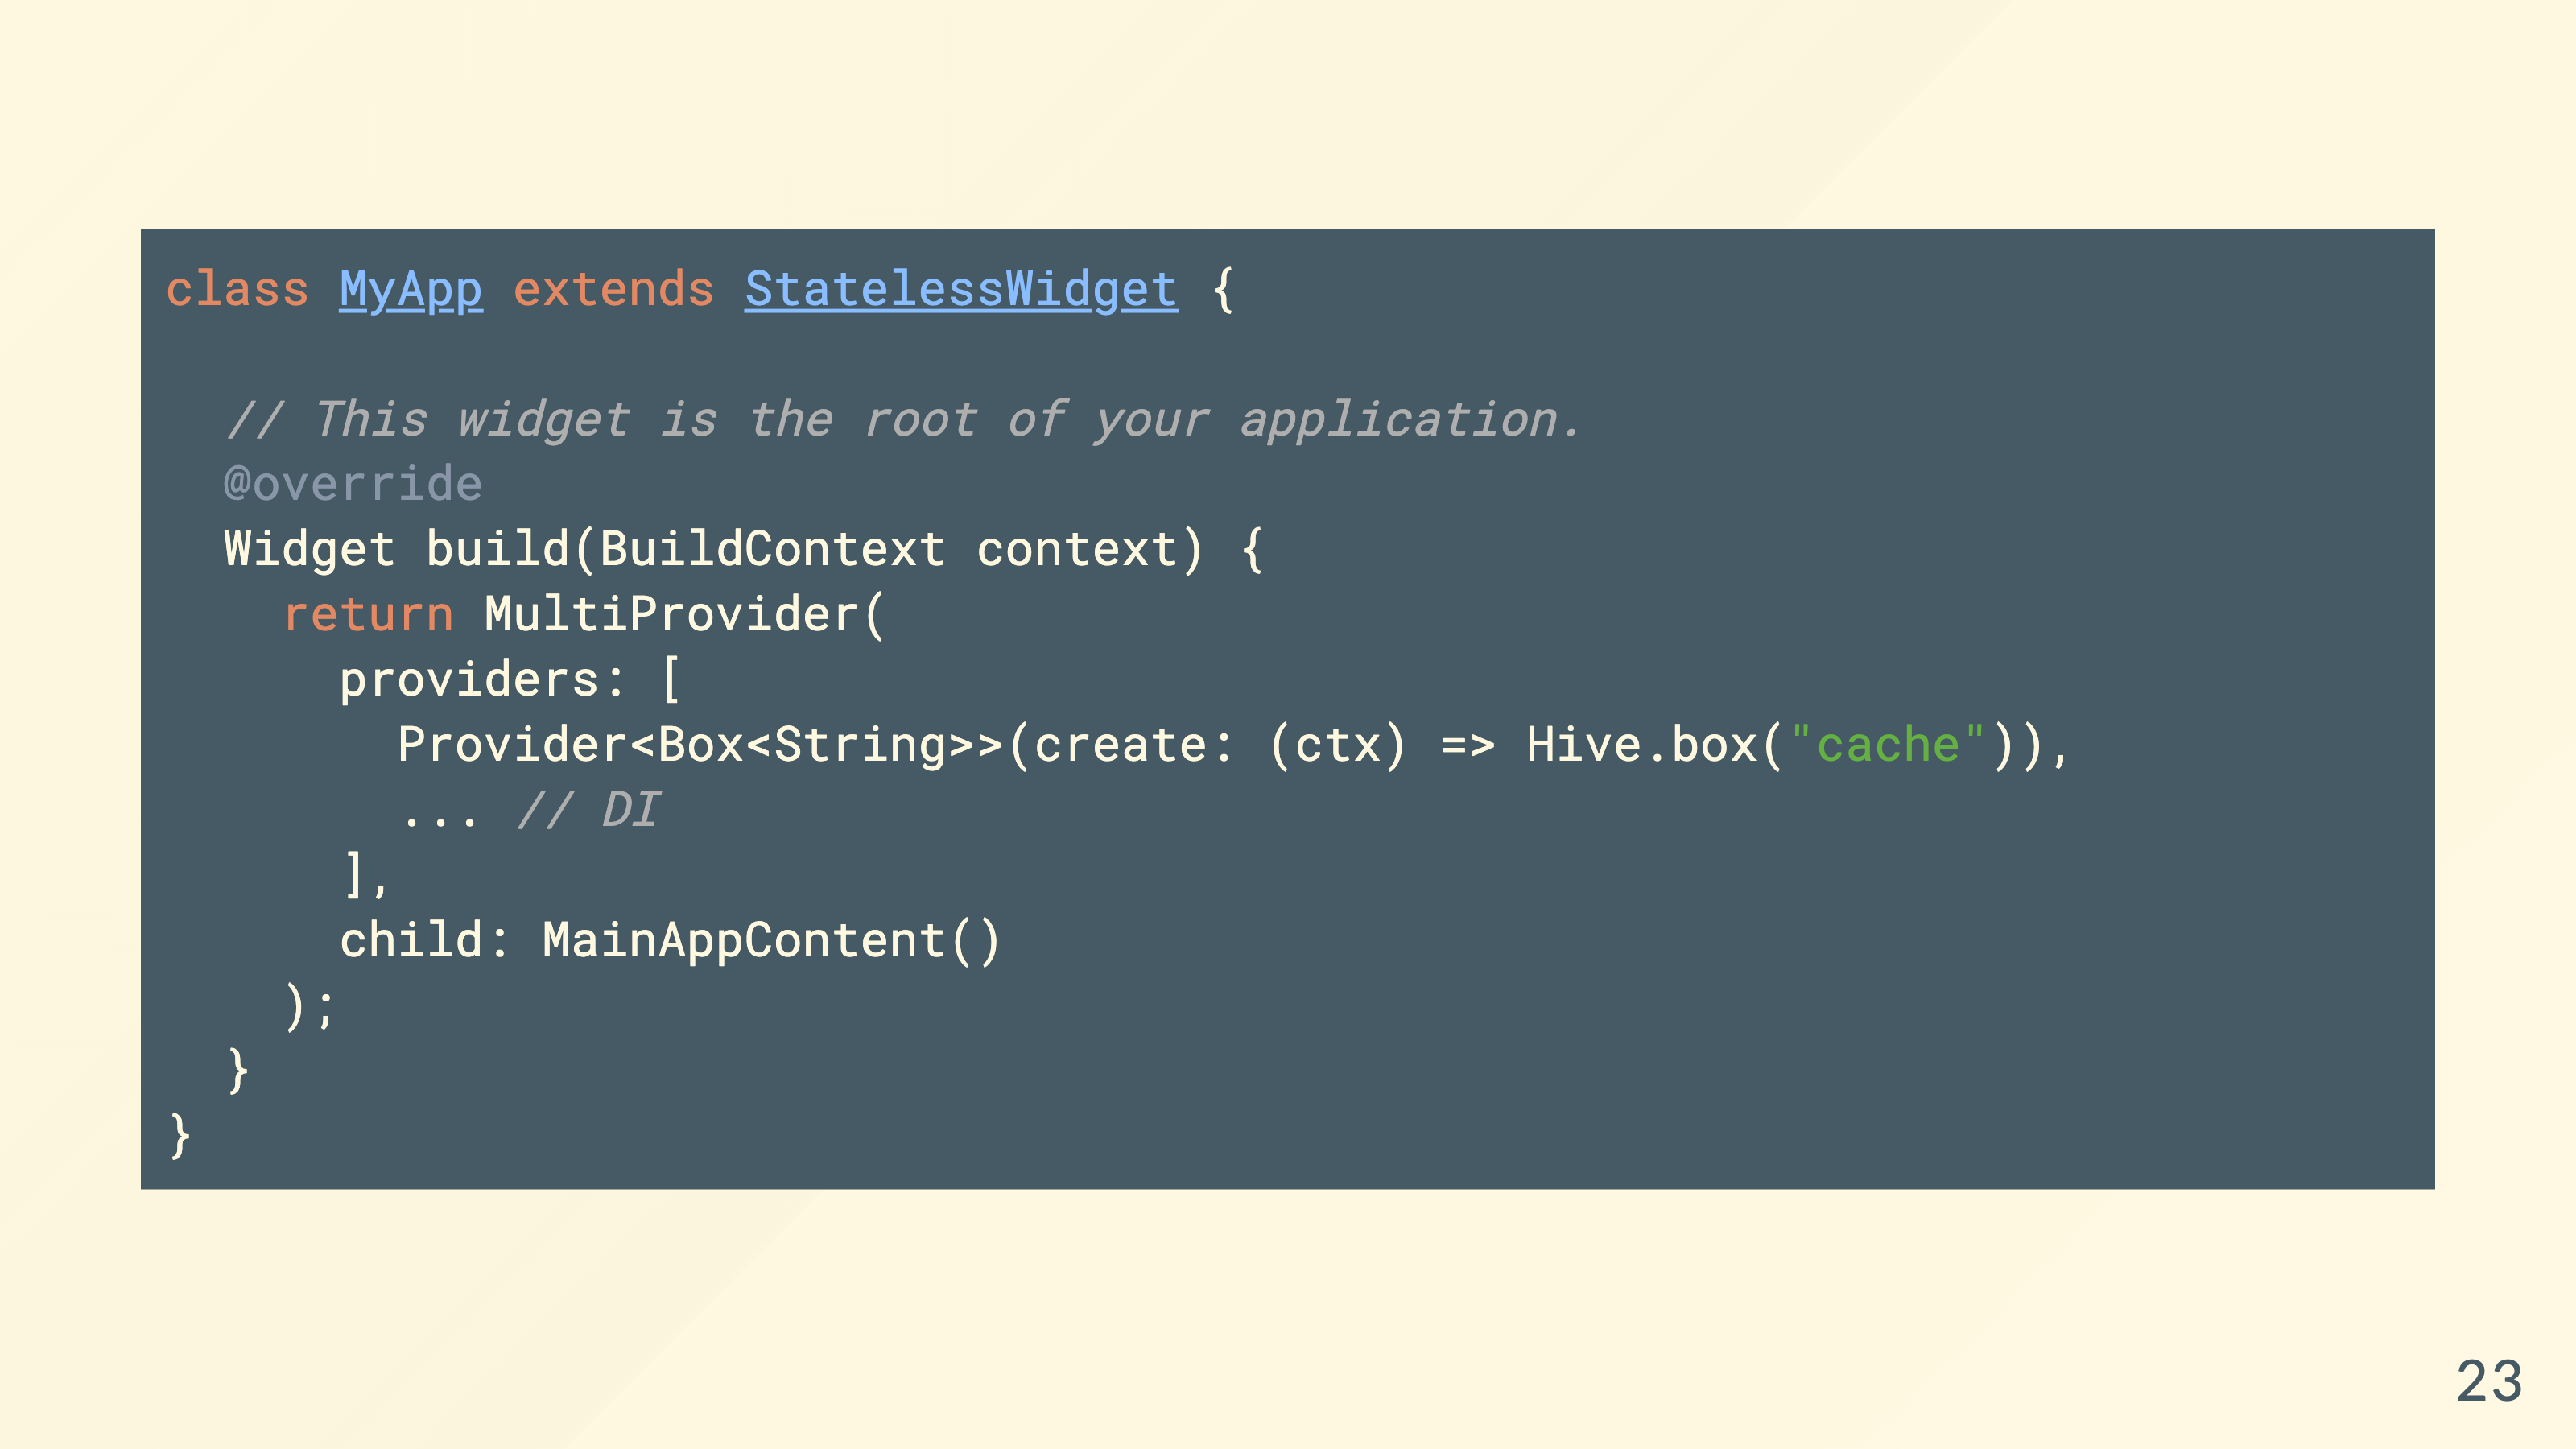 class MyApp extends StatelessWidget {
  // This widget is the root of your application.
  @override
  Widget build(BuildContext context) {
    return MultiProvider(
      providers: [
        Provider<Box<String>>(create: (ctx) => Hive.box("cache")),
        ... // DI
      ],
      child: MainAppContent()
    );
  }
}
23